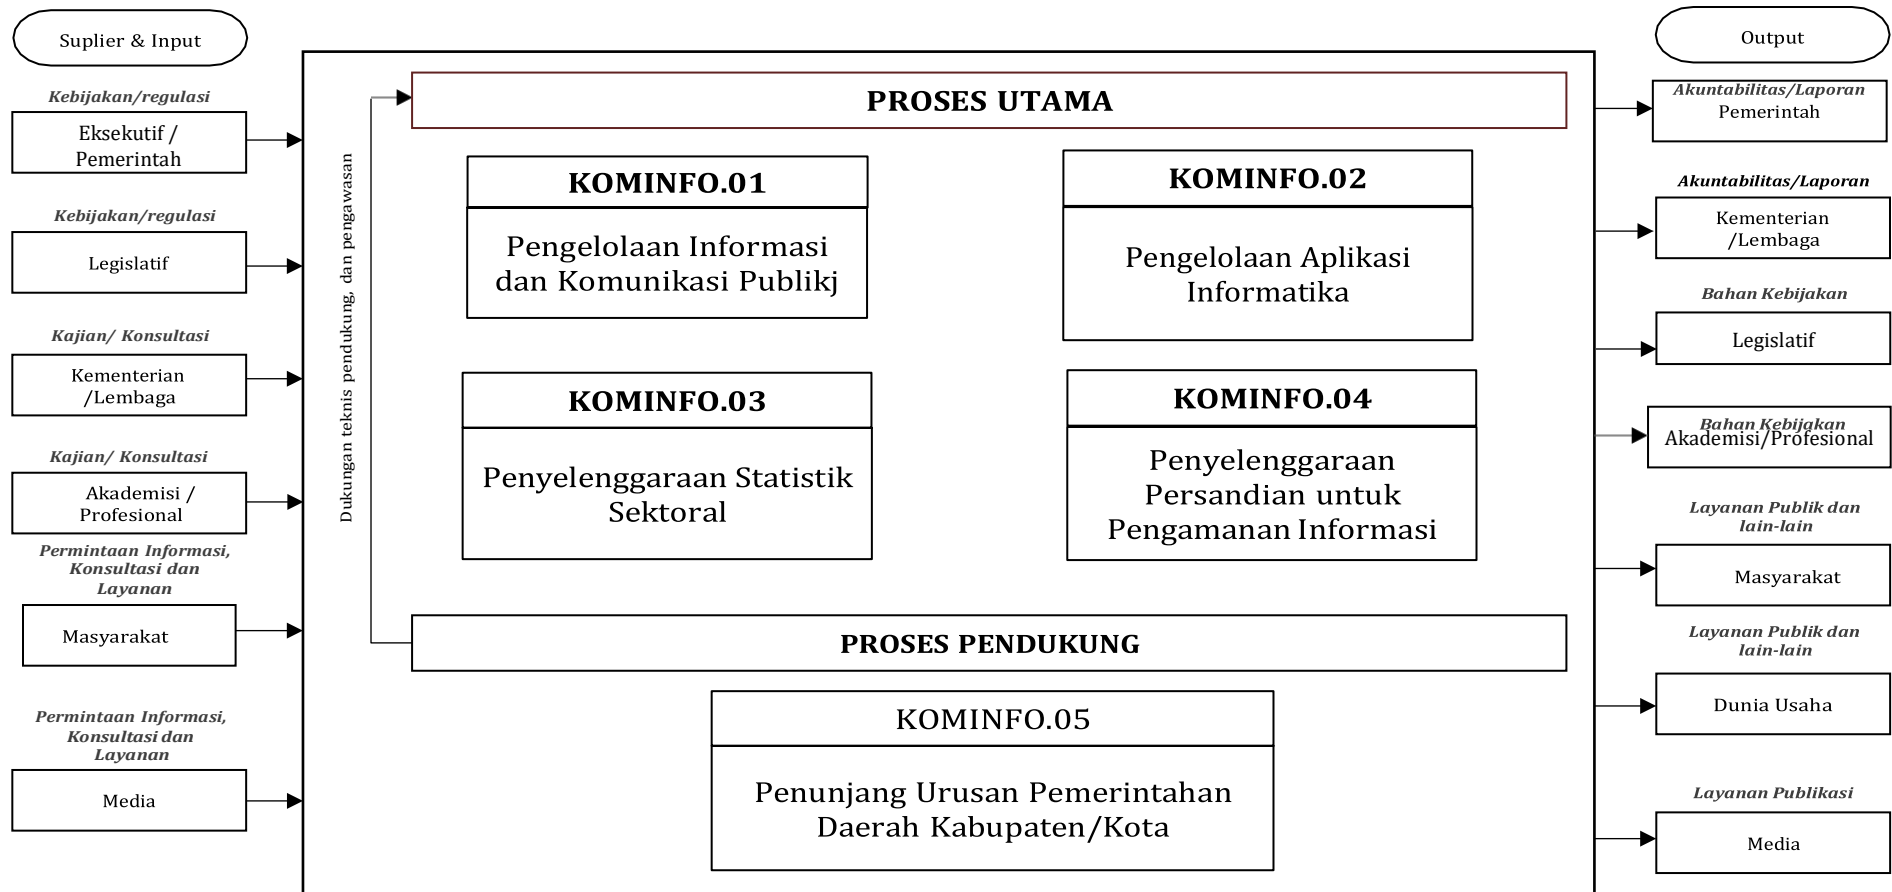 Suplier & Input
Kebijakan/regulasi
Eksekutif /
Pemerintah
Kebijakan/regulasi
Legislatif
Kajian/ Konsultasi
Kementerian
/Lembaga
Kajian/ Konsultasi
Akademisi /
Profesional
Permintaan Informasi,
Konsultasi dan
Layanan
Masyarakat
Permintaan Informasi,
Konsultasi dan
Layanan
Media
Dukungan teknis pendukung, dan pengawasan
PROSES UTAMA
KOMINFO.01
Pengelolaan Informasi
dan Komunikasi Publikj
KOMINFO.02
Pengelolaan Aplikasi
Informatika
KOMINFO.03
Penyelenggaraan Statistik
Sektoral
KOMINFO.04
Penyelenggaraan
Persandian untuk
Pengamanan Informasi
PROSES PENDUKUNG
KOMINFO.05
Penunjang Urusan Pemerintahan
Daerah Kabupaten/Kota
Output
Akuntabilitas/Laporan
Pemerintah
Akuntabilitas/Laporan
Kementerian
/Lembaga
Bahan Kebijakan
Legislatif
Bahan Kebijakan
Akademisi/Profesional
Layanan Publik dan
lain-lain
Masyarakat
Layanan Publik dan
lain-lain
Dunia Usaha
Layanan Publikasi
Media